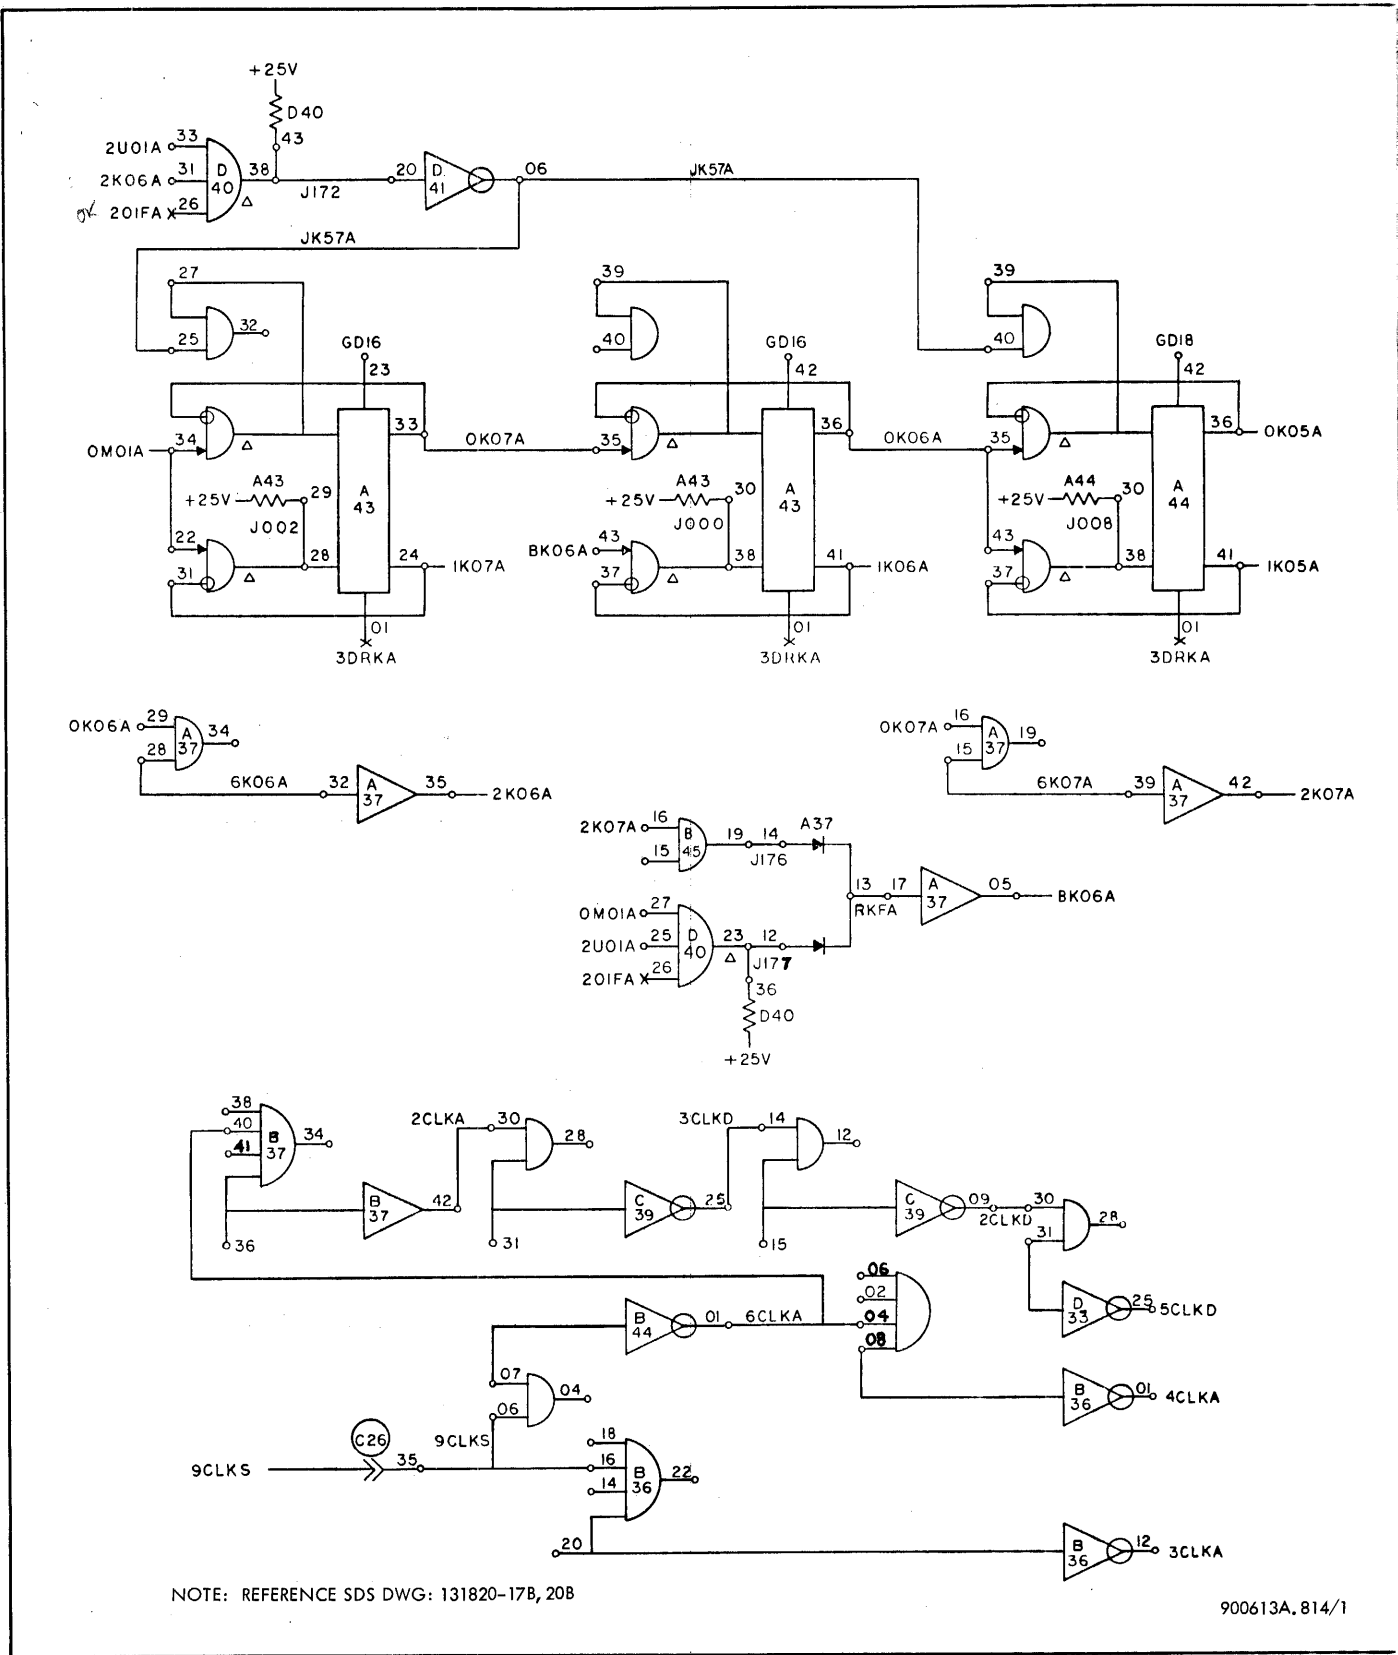 +25V
D40
43
2U01A 33
2K06A 31
201FA 26
D
40
38
J172
20
D
41
06
JK57A
JK57A
27
32
25
39
40
39
40
GD16
23
GD16
42
GD18
42
0M01A 34
33
0K07A
35
36
0K06A
35
36
0K05A
A43
+25V
29
J002
A
43
A43
+25V
30
J000
A
43
A44
+25V
30
J008
A
44
22
31
28
24
1K07A
BK06A 43
37
38
41
1K06A
43
37
38
41
1K05A
01
3DRKA
01
3DRKA
01
3DRKA
0K06A 29
28
A
37
34
6K06A
32
A
37
35
2K06A
0K07A 16
15
A
37
19
6K07A
39
A
37
42
2K07A
2K07A 16
15
B
45
19
14
J176
A37
13
17
RKFA
A
37
05
BK06A
0M01A 27
2U01A 25
201FA 26
D
40
23
12
J177
36
D40
+25V
38
40
41
B
37
34
36
B
37
42
2CLKA
30
28
31
C
39
25
3CLKD
14
12
15
C
39
09
2CLKD
30
31
28
D
33
25
5CLKD
B
44
01
6CLKA
06
02
04
08
B
36
01
4CLKA
07
06
04
9CLKS
C26
35
9CLKS
18
16
14
B
36
22
20
B
36
12
3CLKA
NOTE: REFERENCE SDS DWG: 131820-17B, 20B
900613A.814/1